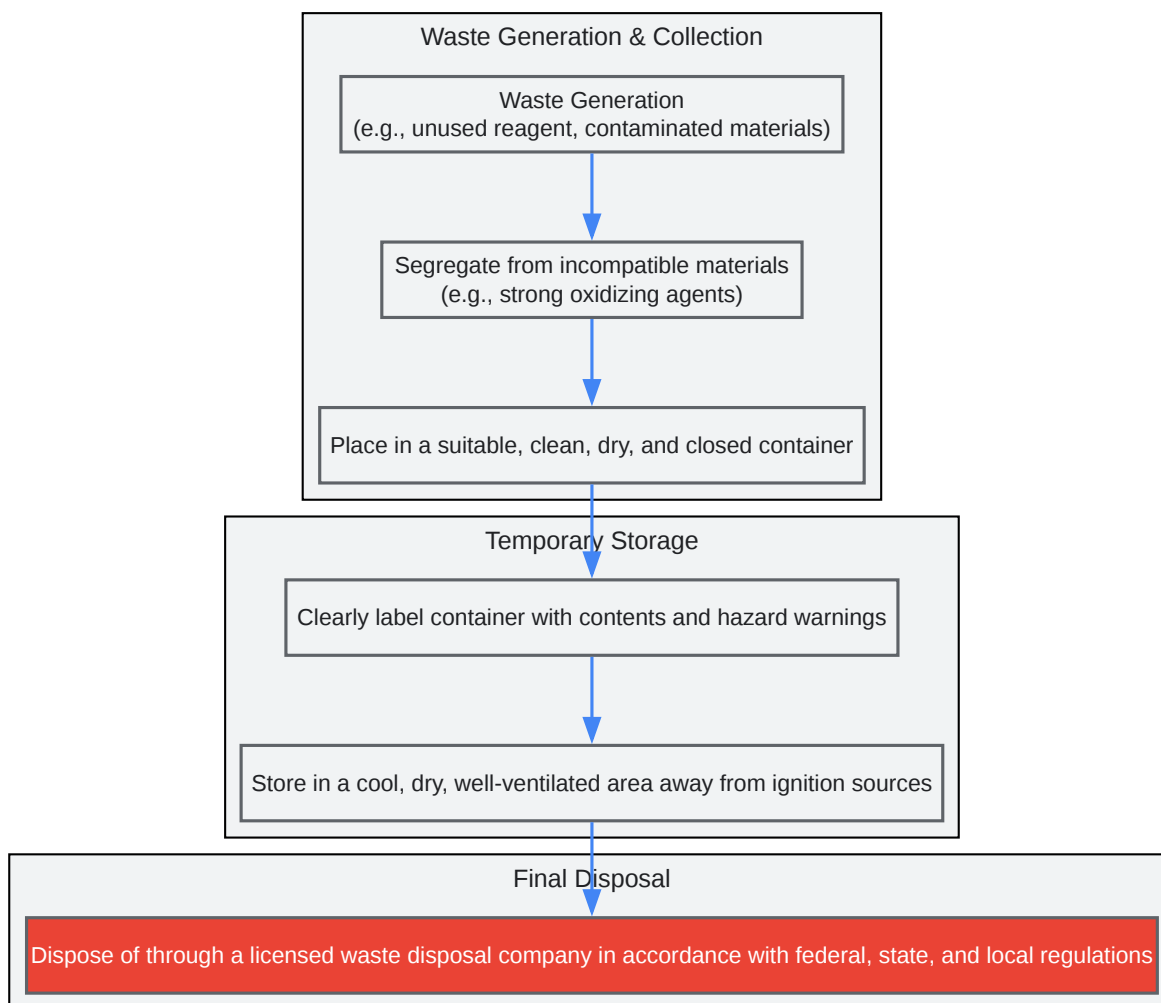 Waste Generation & Collection
Waste Generation
(e.g., unused reagent, contaminated materials)
Segregate from incompatible materials
(e.g., strong oxidizing agents)
Place in a suitable, clean, dry, and closed container
Temporary Storage
Clearly label container with contents and hazard warnings
Store in a cool, dry, well-ventilated area away from ignition sources
Final Disposal
Dispose of through a licensed waste disposal company in accordance with federal, state, and local regulations